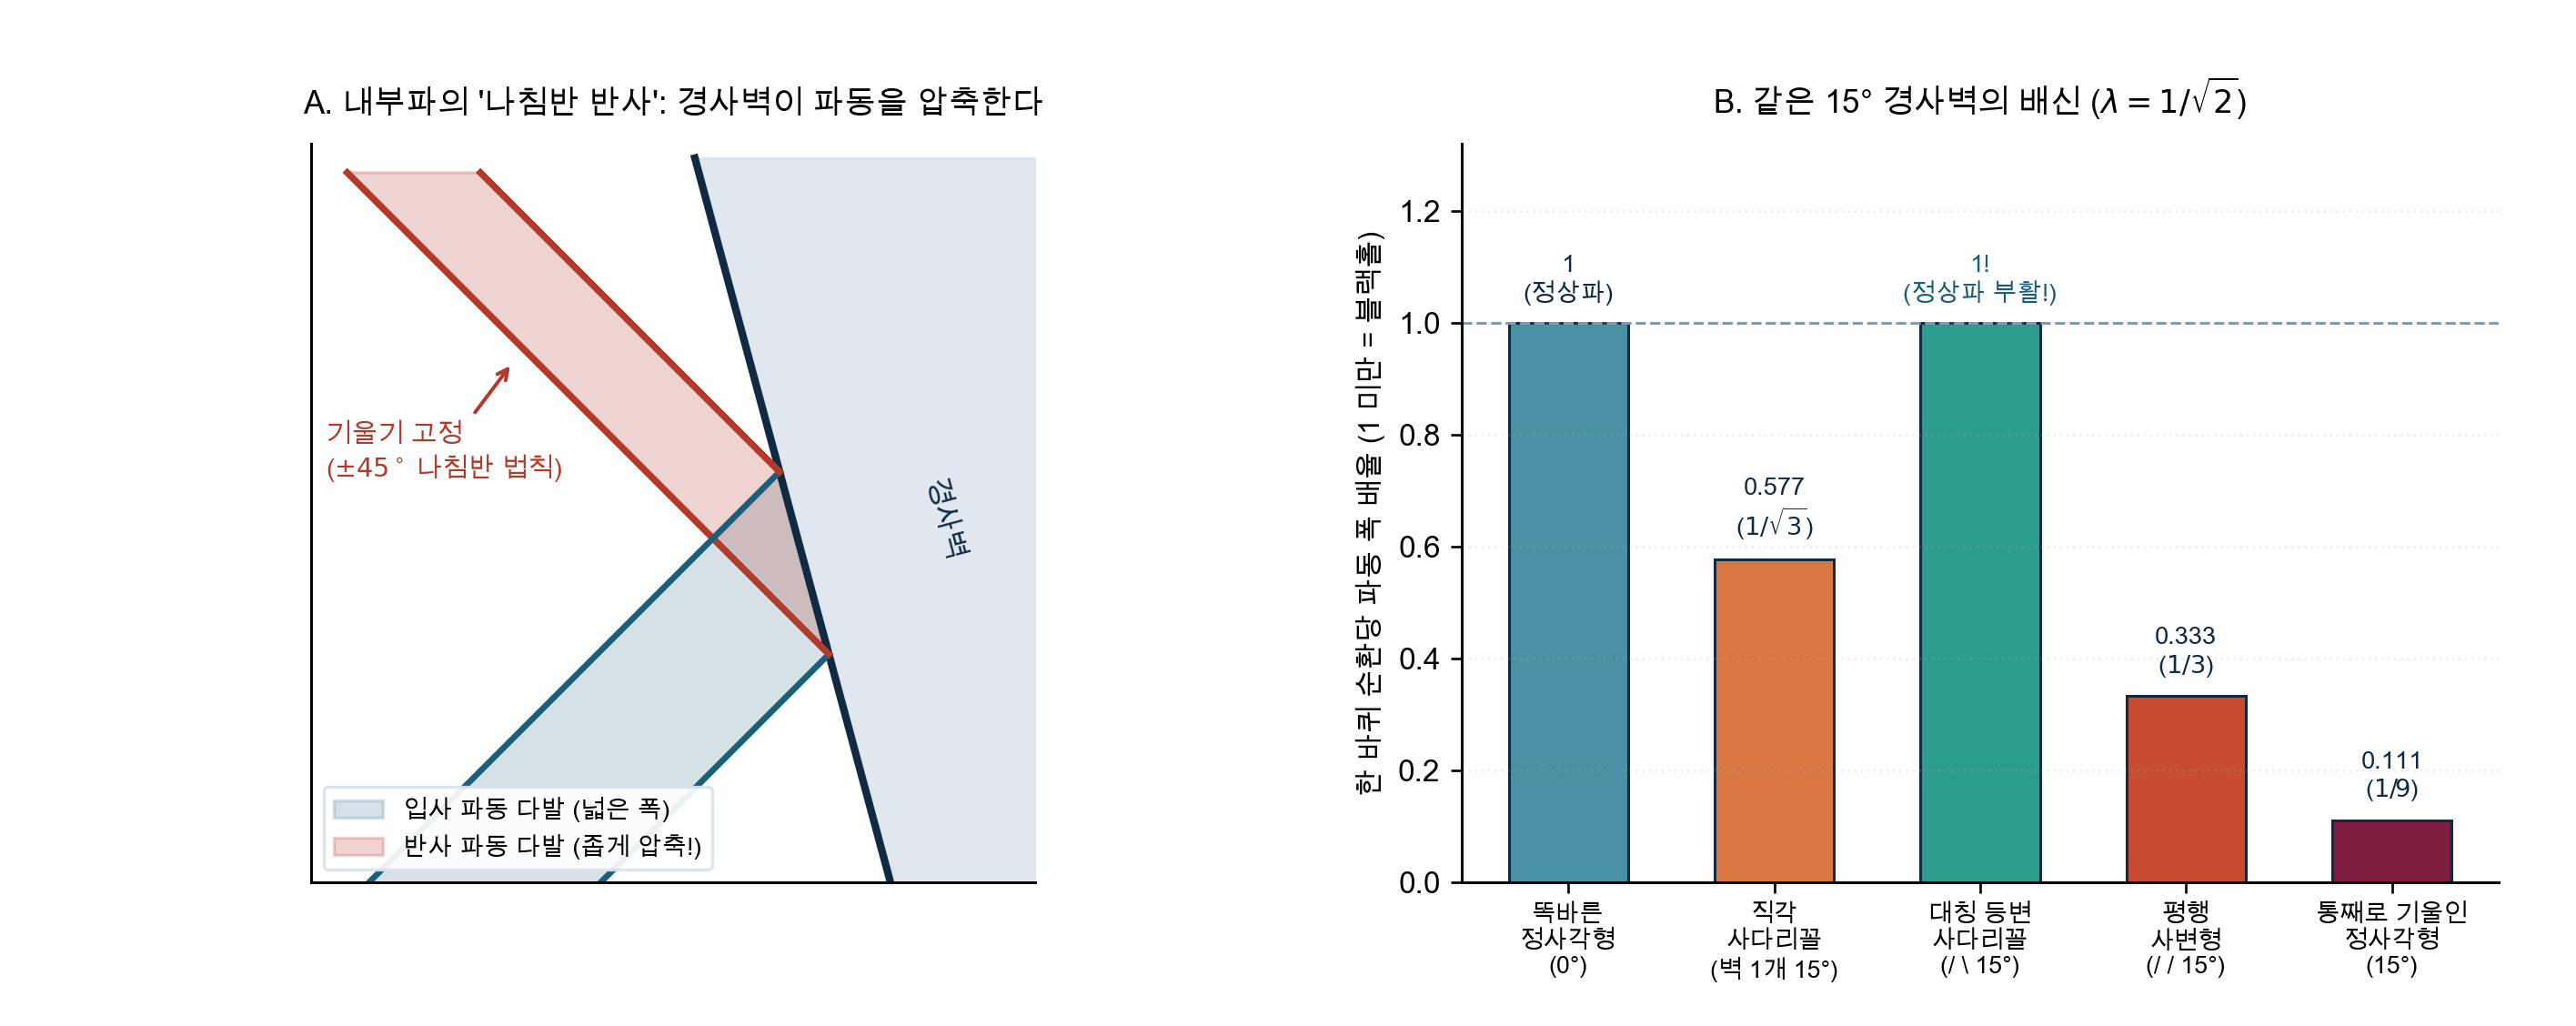 A. 내부파의 '나침반 반사': 경사벽이 파동을 압축한다
기울기 고정
(±45° 나침반 법칙)
경사벽
입사 파동 다발 (넓은 폭)
반사 파동 다발 (좁게 압축!)
B. 같은 15° 경사벽의 배신 (λ = 1/√2)
한 바퀴 순환당 파동 폭 배율 (1 미만 = 블랙홀)
1.2
1.0
0.8
0.6
0.4
0.2
0.0
1
(정상파)
0.577
(1/√3)
1!
(정상파 부활!)
0.333
(1/3)
0.111
(1/9)
똑바른
정사각형
(0°)
직각
사다리꼴
(벽 1개 15°)
대칭 등변
사다리꼴
(/ \ 15°)
평행
사변형
(/ / 15°)
통째로 기울인
정사각형
(15°)